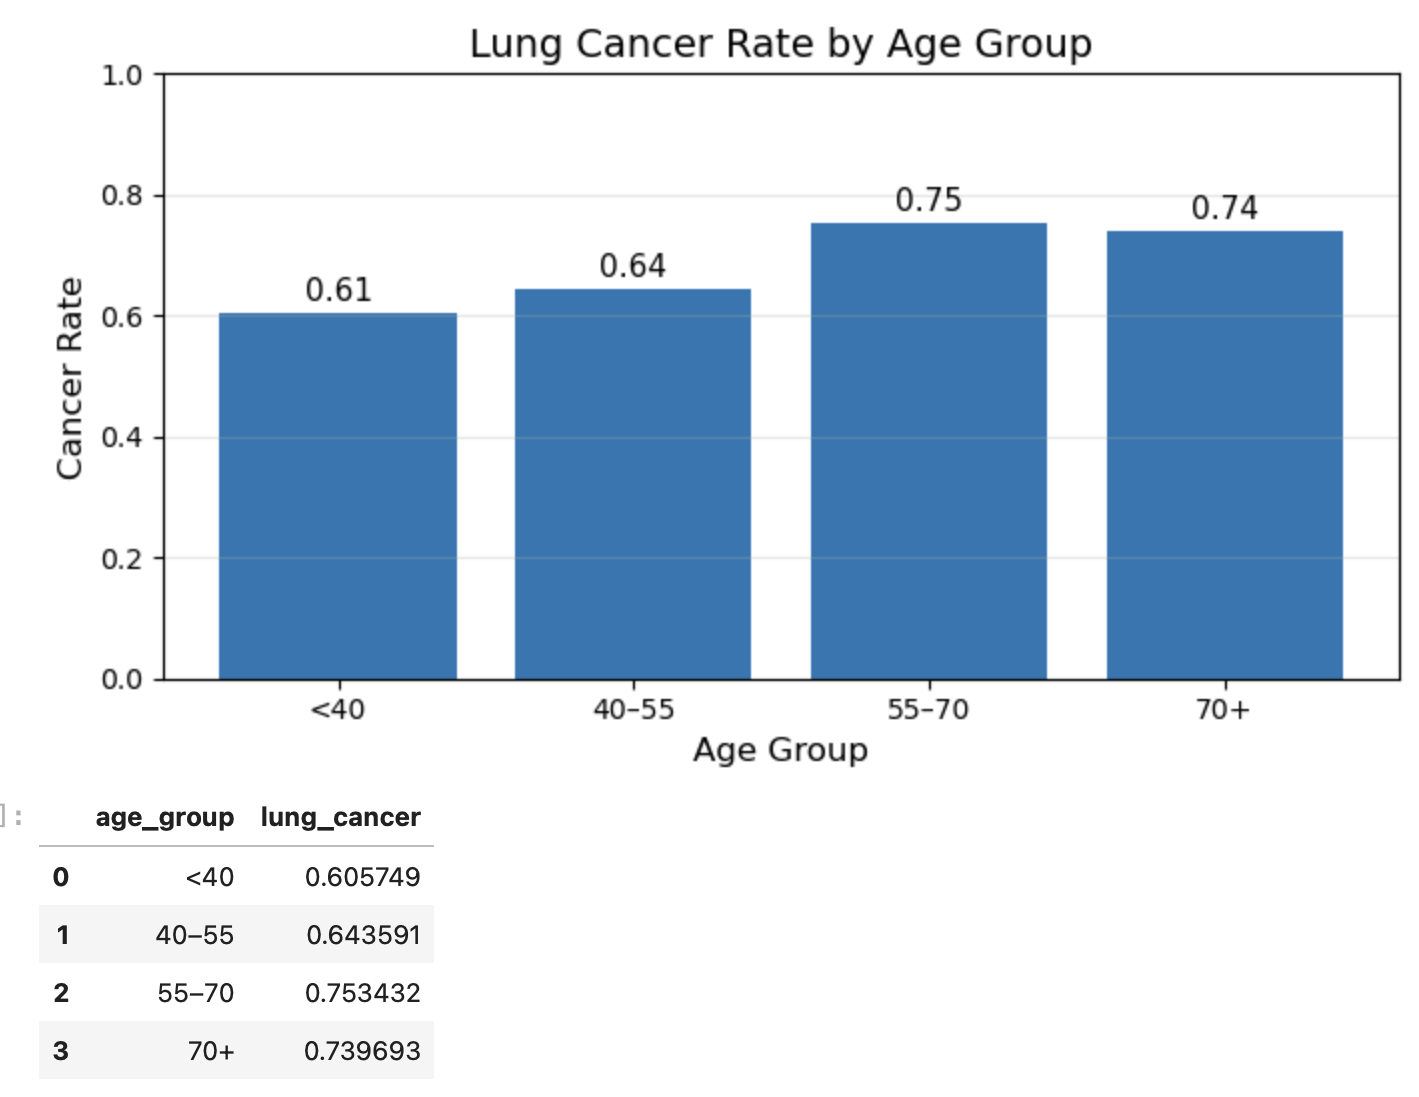 Lung Cancer Rate by Age Group
1.0
0.8
0.6
0.4
0.2
0.0
Cancer Rate
0.61
0.64
0.75
0.74
<40
40–55
55–70
70+
Age Group
]:
age_group lung_cancer
0 <40 0.605749
1 40–55 0.643591
2 55–70 0.753432
3 70+ 0.739693